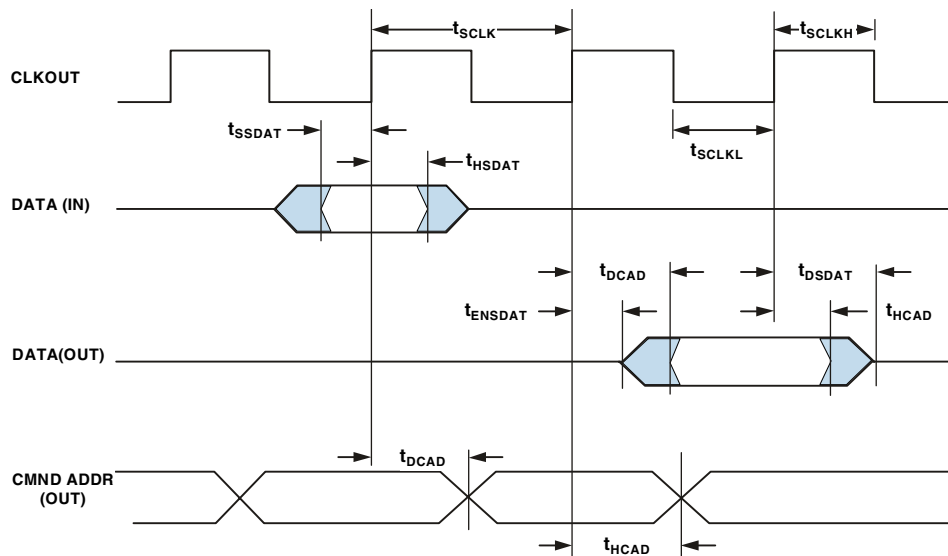 tSCLK
tSCLKH
CLKOUT
tSSDAT
tSCLKL
tHSDAT
DATA (IN)
tDCAD
tDSDAT
tENSDAT
tHCAD
DATA(OUT)
tDCAD
CMND ADDR
(OUT)
tHCAD